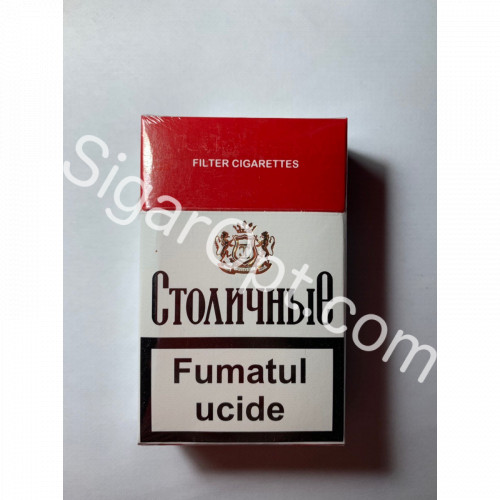 FILTER CIGARETTES
СТОЛИЧНЫЕ
Fumatul
ucide
SigarOpt.com